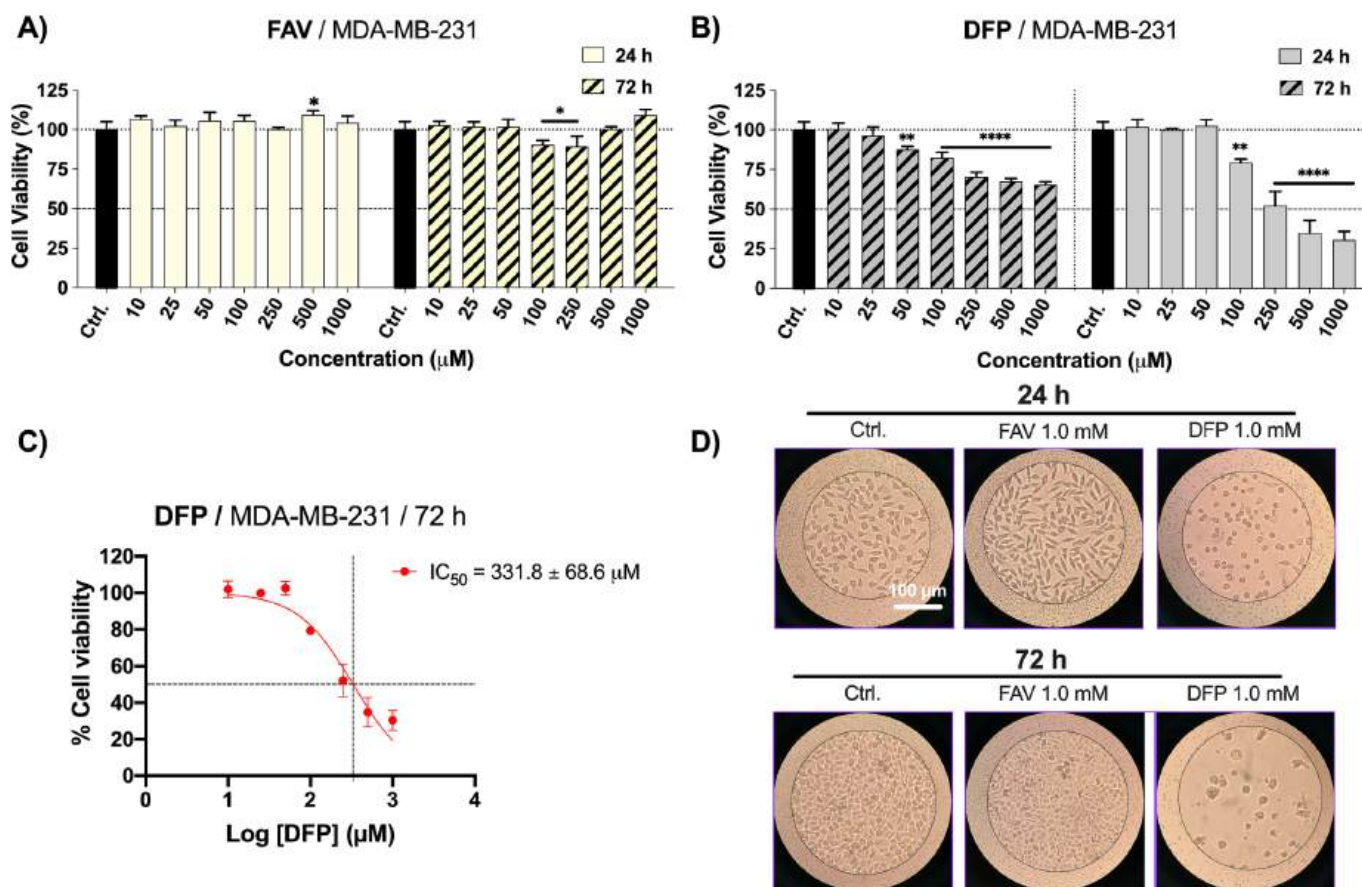 A)
FAV / MDA-MB-231
24 h
72 h
Cell Viability (%)
125
100
75
50
25
0
*
*
Ctrl.
10
25
50
100
250
500
1000
Ctrl.
10
25
50
100
250
500
1000
Concentration (μM)
B)
DFP / MDA-MB-231
24 h
72 h
Cell Viability (%)
125
100
75
50
25
0
**
****
**
****
Ctrl.
10
25
50
100
250
500
1000
Ctrl.
10
25
50
100
250
500
1000
Concentration (μM)
C)
DFP / MDA-MB-231 / 72 h
% Cell viability
120
100
80
60
40
20
0
0
1
2
3
4
IC50 = 331.8 ± 68.6 μM
Log [DFP] (μM)
D)
24 h
Ctrl.
FAV 1.0 mM
DFP 1.0 mM
100 μm
72 h
Ctrl.
FAV 1.0 mM
DFP 1.0 mM